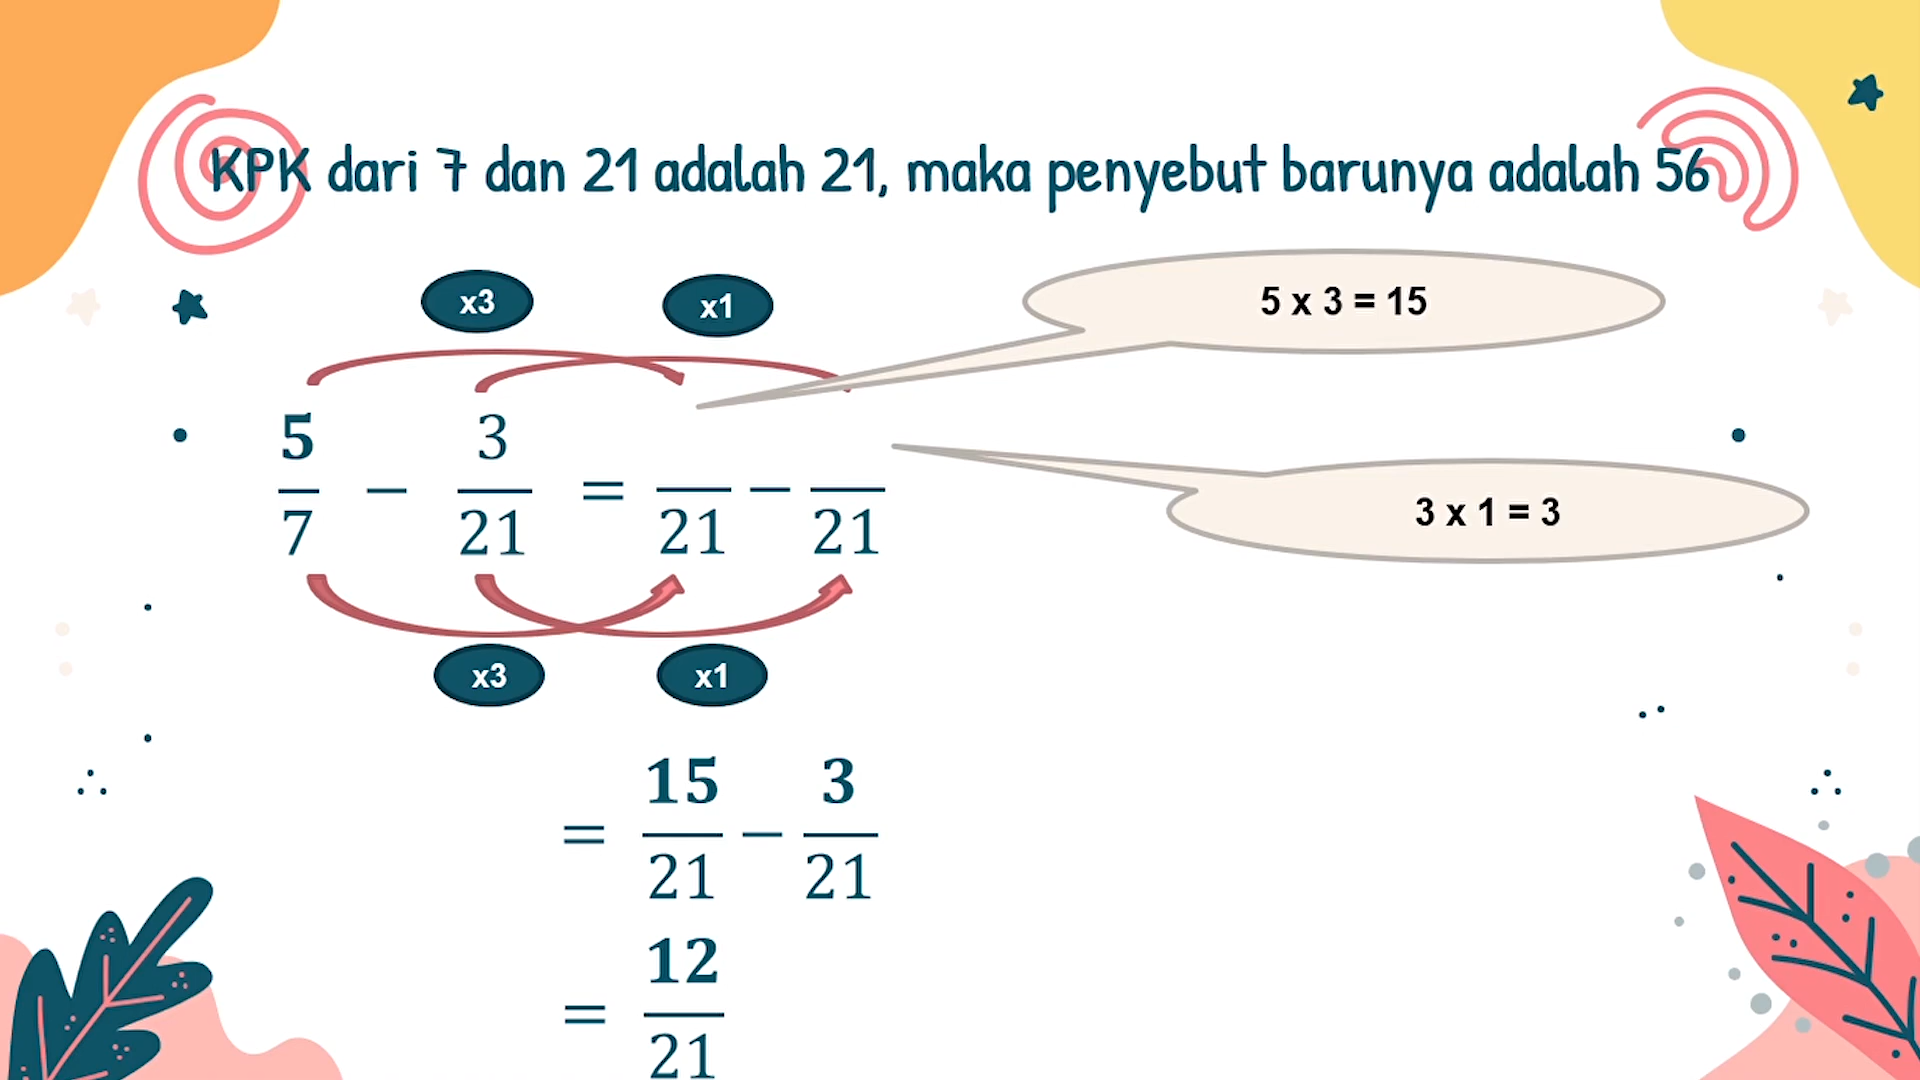 KPK dari 7 dan 21 adalah 21, maka penyebut barunya adalah 56
x3 x1
5 x 3 = 15
5/7 − 3/21 = /21 − /21
3 x 1 = 3
x3 x1
= 15/21 − 3/21
= 12/21